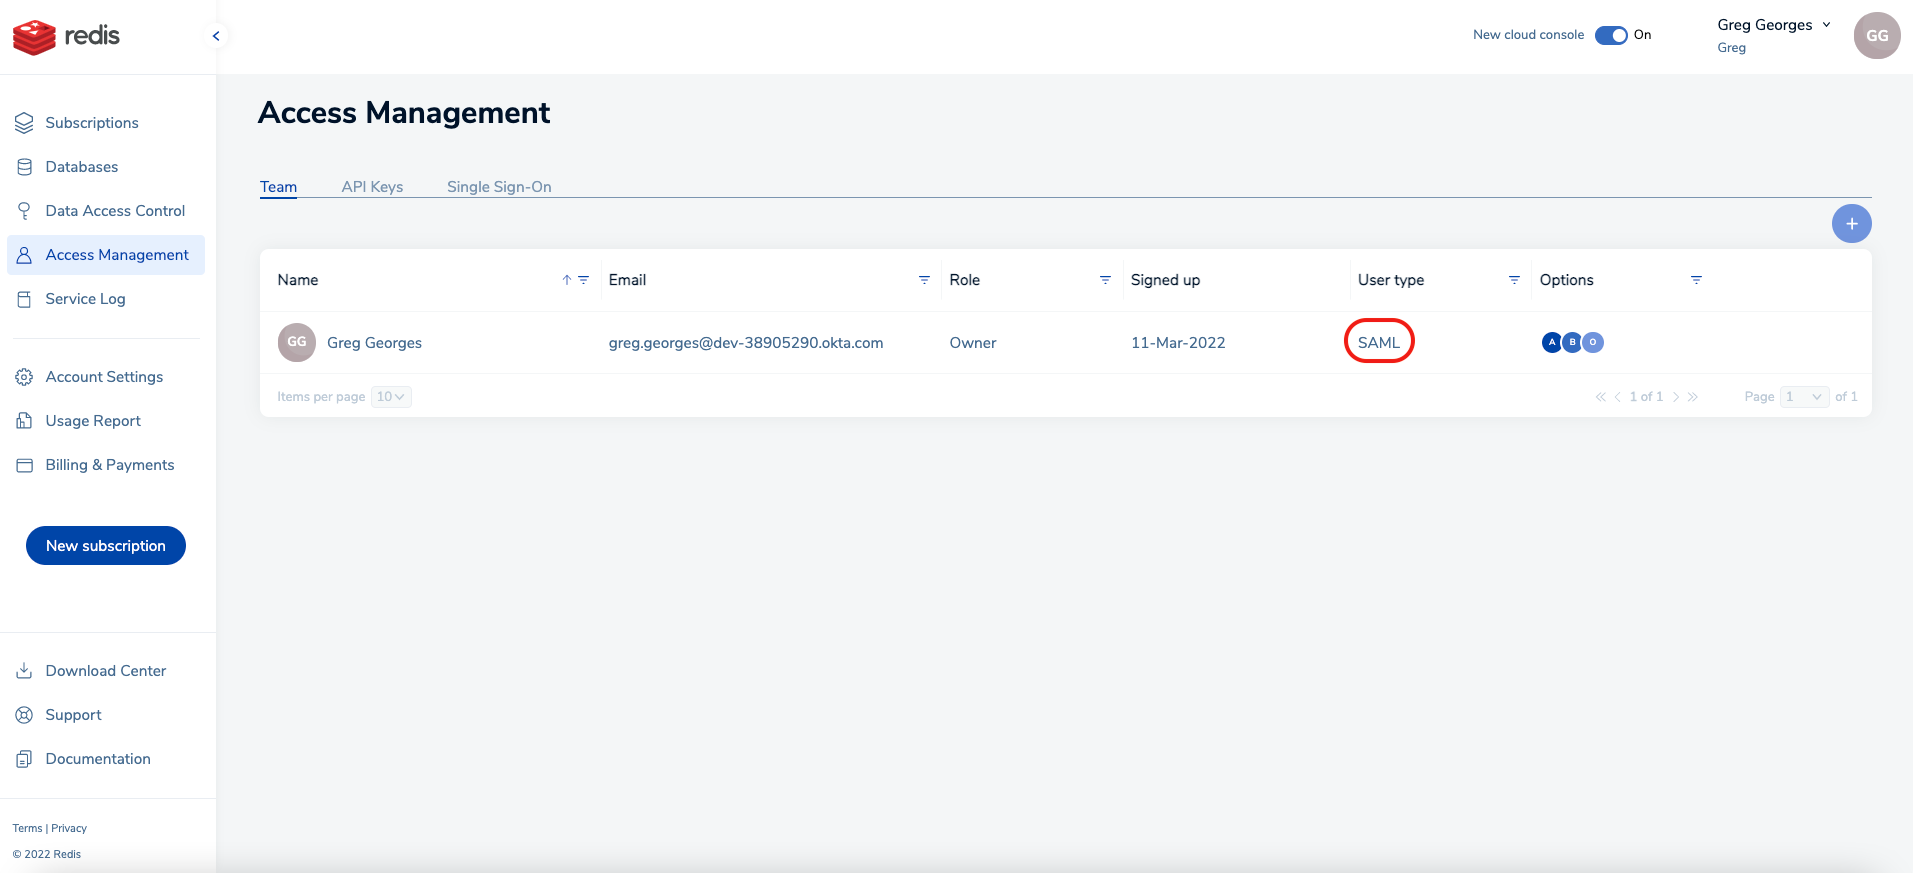 redis
New cloud console On
Greg Georges
Greg
GG
Subscriptions
Databases
Data Access Control
Access Management
Service Log
Account Settings
Usage Report
Billing & Payments
New subscription
Download Center
Support
Documentation
Terms | Privacy
© 2022 Redis
Access Management
Team API Keys Single Sign-On
+
Name Email Role Signed up User type Options
GG Greg Georges greg.georges@dev-38905290.okta.com Owner 11-Mar-2022 SAML A B O
Items per page 10 1 of 1 Page 1 of 1